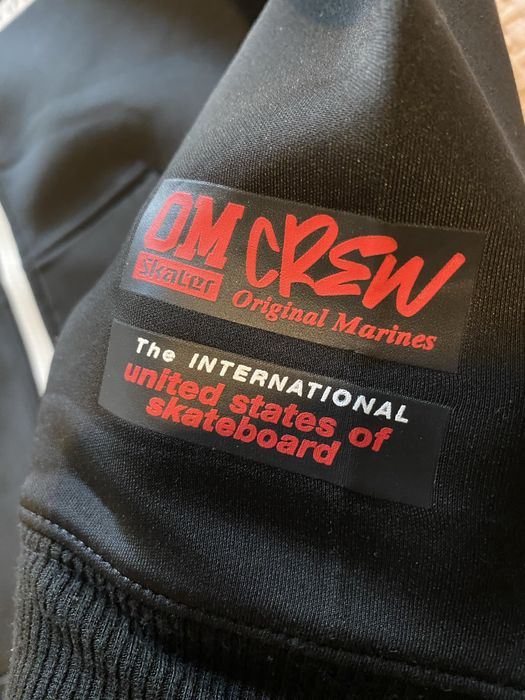 OM CREW
skater
Original Marines
The INTERNATIONAL
united states of
skateboard